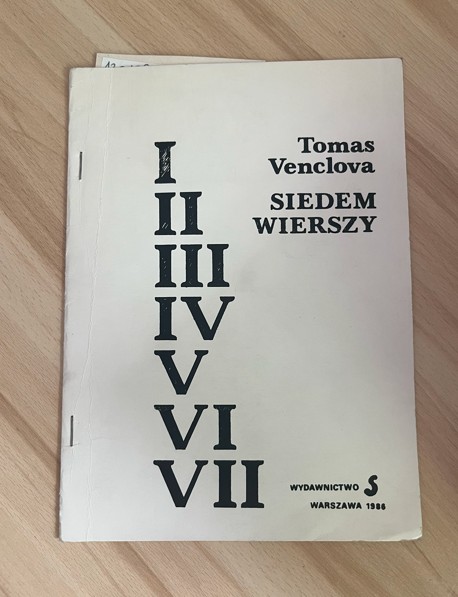 I
II
III
IV
V
VI
VII
Tomas
Venclova
SIEDEM
WIERSZY
WYDAWNICTWO S
WARSZAWA 1986